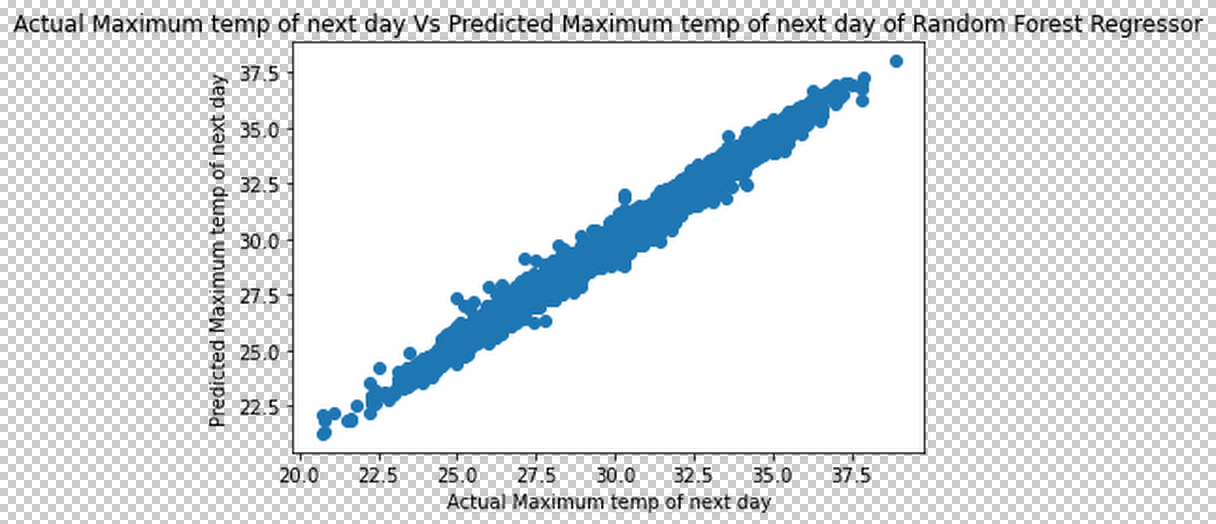 Actual Maximum temp of next day Vs Predicted Maximum temp of next day of Random Forest Regressor
Predicted Maximum temp of next day
37.5
35.0
32.5
30.0
27.5
25.0
22.5
20.0 22.5 25.0 27.5 30.0 32.5 35.0 37.5
Actual Maximum temp of next day